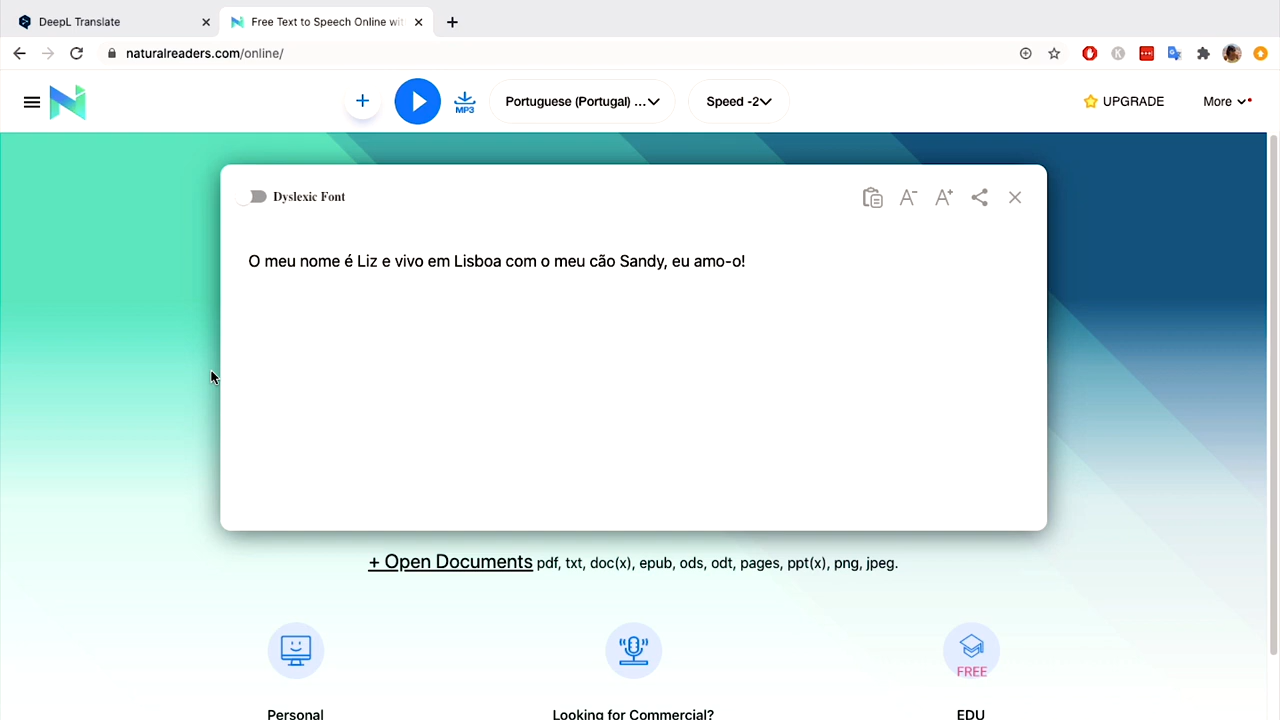 DeepL Translate
Free Text to Speech Online wit
naturalreaders.com/online/
MP3
Portuguese (Portugal) ...
Speed -2
UPGRADE
More
Dyslexic Font
A-
A+
O meu nome é Liz e vivo em Lisboa com o meu cão Sandy, eu amo-o!
+ Open Documents pdf, txt, doc(x), epub, ods, odt, pages, ppt(x), png, jpeg.
FREE
Personal
Looking for Commercial?
EDU